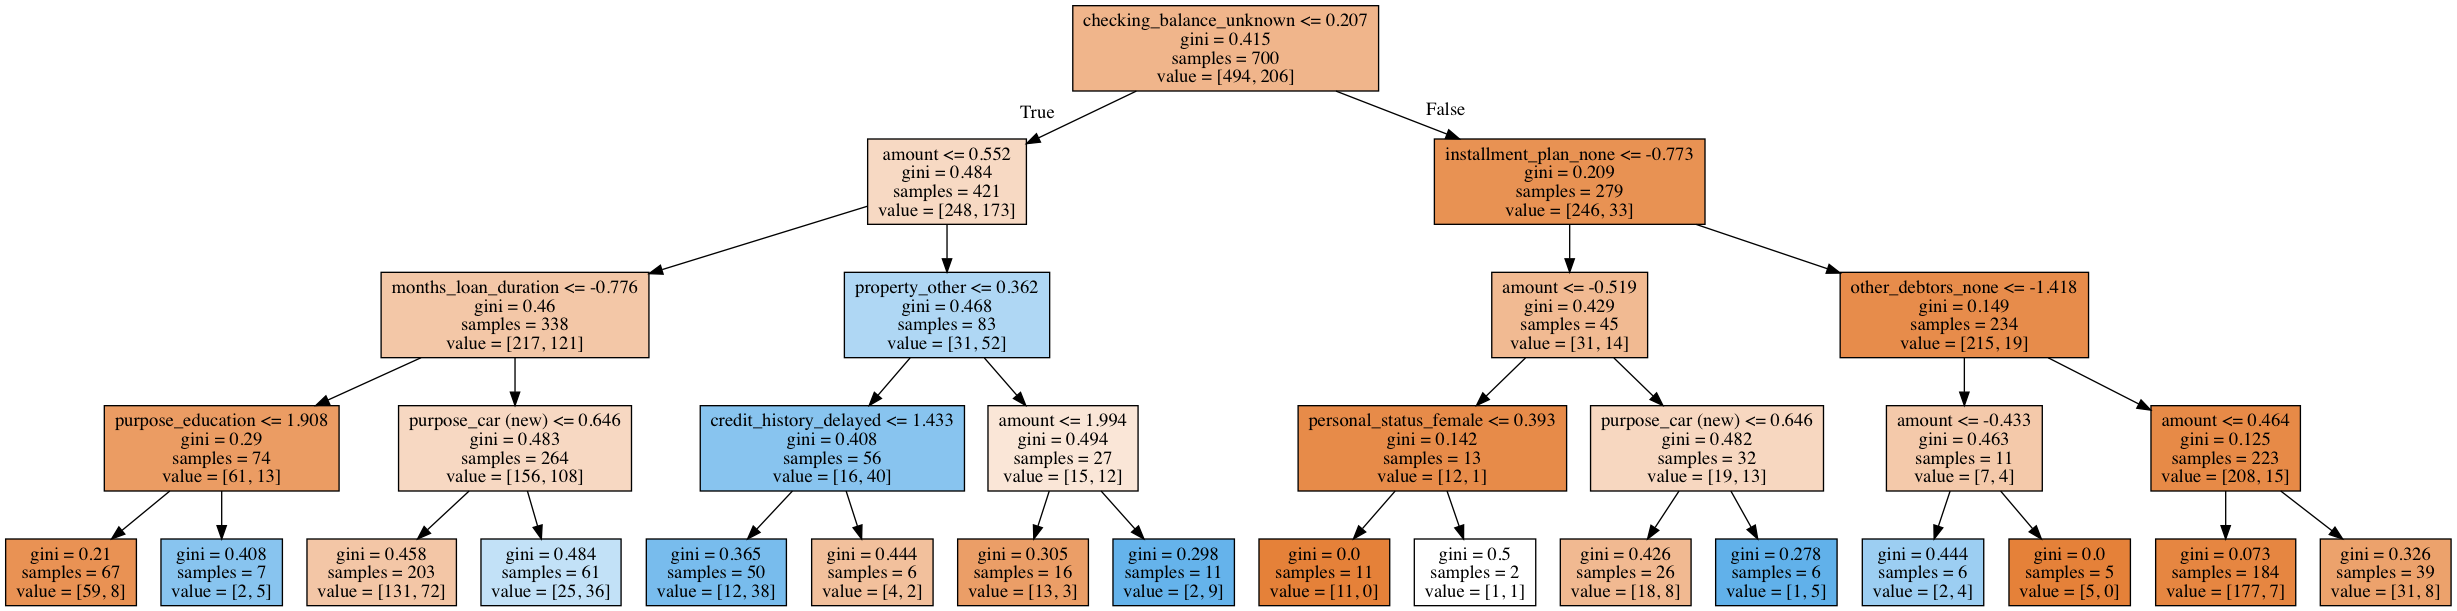 checking_balance_unknown <= 0.207
gini = 0.415
samples = 700
value = [494, 206]
True
False
amount <= 0.552
gini = 0.484
samples = 421
value = [248, 173]
installment_plan_none <= -0.773
gini = 0.209
samples = 279
value = [246, 33]
months_loan_duration <= -0.776
gini = 0.46
samples = 338
value = [217, 121]
property_other <= 0.362
gini = 0.468
samples = 83
value = [31, 52]
amount <= -0.519
gini = 0.429
samples = 45
value = [31, 14]
other_debtors_none <= -1.418
gini = 0.149
samples = 234
value = [215, 19]
purpose_education <= 1.908
gini = 0.29
samples = 74
value = [61, 13]
purpose_car (new) <= 0.646
gini = 0.483
samples = 264
value = [156, 108]
credit_history_delayed <= 1.433
gini = 0.408
samples = 56
value = [16, 40]
amount <= 1.994
gini = 0.494
samples = 27
value = [15, 12]
personal_status_female <= 0.393
gini = 0.142
samples = 13
value = [12, 1]
purpose_car (new) <= 0.646
gini = 0.482
samples = 32
value = [19, 13]
amount <= -0.433
gini = 0.463
samples = 11
value = [7, 4]
amount <= 0.464
gini = 0.125
samples = 223
value = [208, 15]
gini = 0.21
samples = 67
value = [59, 8]
gini = 0.408
samples = 7
value = [2, 5]
gini = 0.458
samples = 203
value = [131, 72]
gini = 0.484
samples = 61
value = [25, 36]
gini = 0.365
samples = 50
value = [12, 38]
gini = 0.444
samples = 6
value = [4, 2]
gini = 0.305
samples = 16
value = [13, 3]
gini = 0.298
samples = 11
value = [2, 9]
gini = 0.0
samples = 11
value = [11, 0]
gini = 0.5
samples = 2
value = [1, 1]
gini = 0.426
samples = 26
value = [18, 8]
gini = 0.278
samples = 6
value = [1, 5]
gini = 0.444
samples = 6
value = [2, 4]
gini = 0.0
samples = 5
value = [5, 0]
gini = 0.073
samples = 184
value = [177, 7]
gini = 0.326
samples = 39
value = [31, 8]